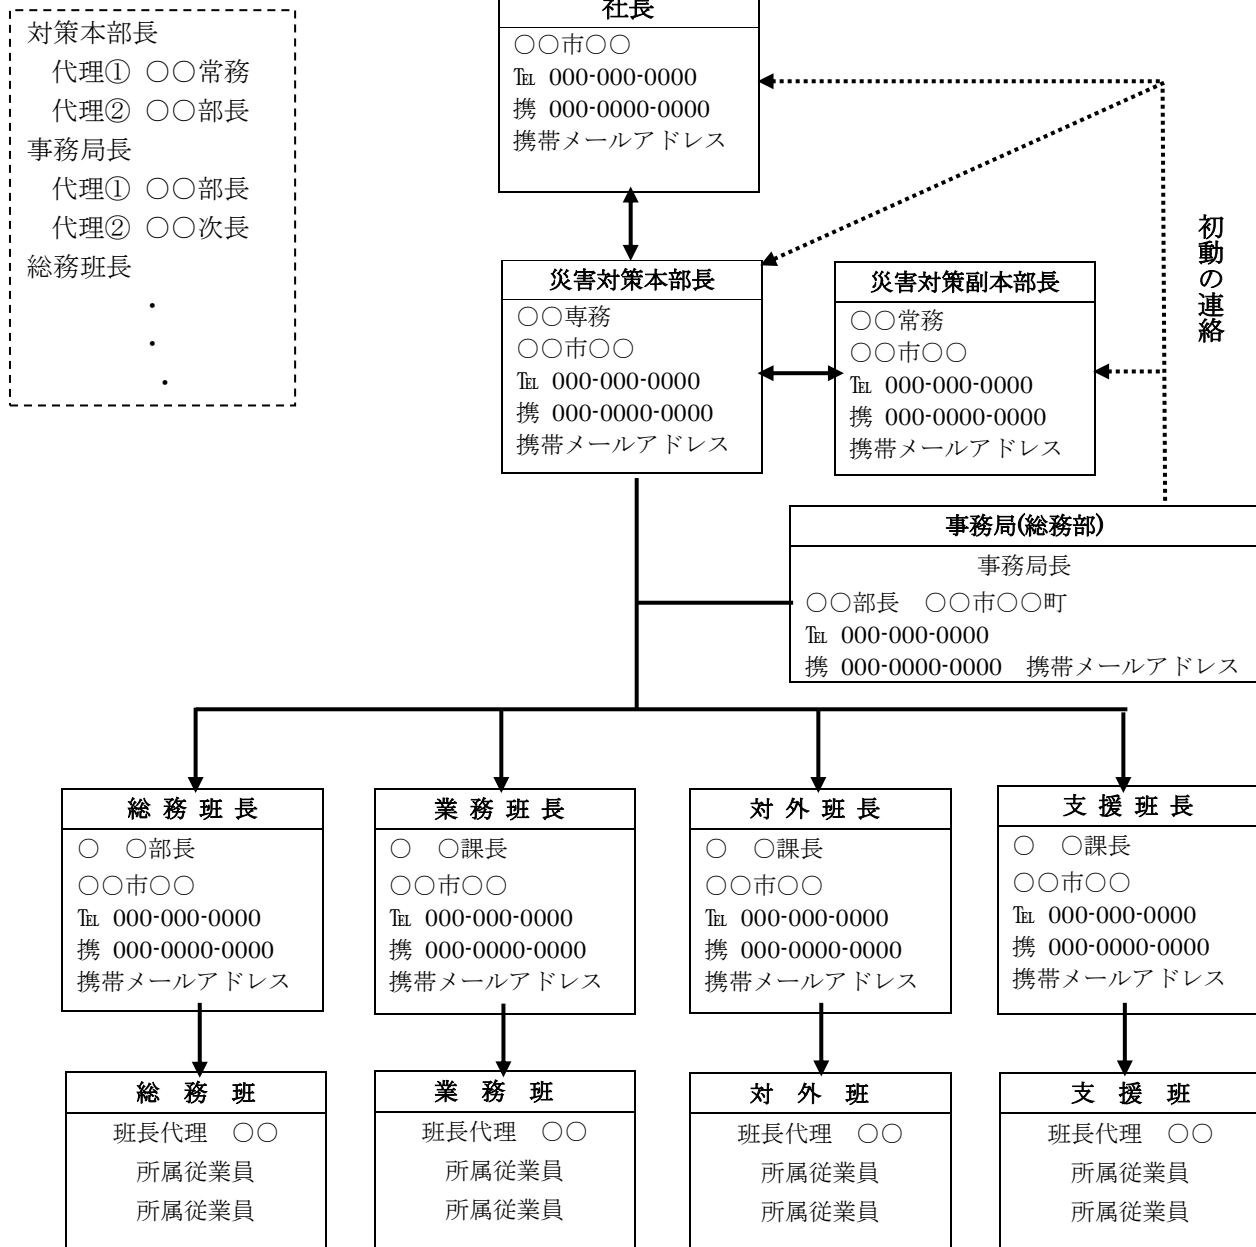 対策本部長
代理① ○○常務
代理② ○○部長
事務局長
代理① ○○部長
代理② ○○次長
総務班長
・
・
・
社長
○○市○○
℡ 000-000-0000
携 000-0000-0000
携帯メールアドレス
初動の連絡
災害対策本部長
○○専務
○○市○○
℡ 000-000-0000
携 000-0000-0000
携帯メールアドレス
災害対策副本部長
○○常務
○○市○○
℡ 000-000-0000
携 000-0000-0000
携帯メールアドレス
事務局(総務部)
事務局長
○○部長 ○○市○○町
℡ 000-000-0000
携 000-0000-0000 携帯メールアドレス
総務班長
○ ○部長
○○市○○
℡ 000-000-0000
携 000-0000-0000
携帯メールアドレス
業務班長
○ ○課長
○○市○○
℡ 000-000-0000
携 000-0000-0000
携帯メールアドレス
対外班長
○ ○課長
○○市○○
℡ 000-000-0000
携 000-0000-0000
携帯メールアドレス
支援班長
○ ○課長
○○市○○
℡ 000-000-0000
携 000-0000-0000
携帯メールアドレス
総務班
班長代理 ○○
所属従業員
所属従業員
業務班
班長代理 ○○
所属従業員
所属従業員
対外班
班長代理 ○○
所属従業員
所属従業員
支援班
班長代理 ○○
所属従業員
所属従業員